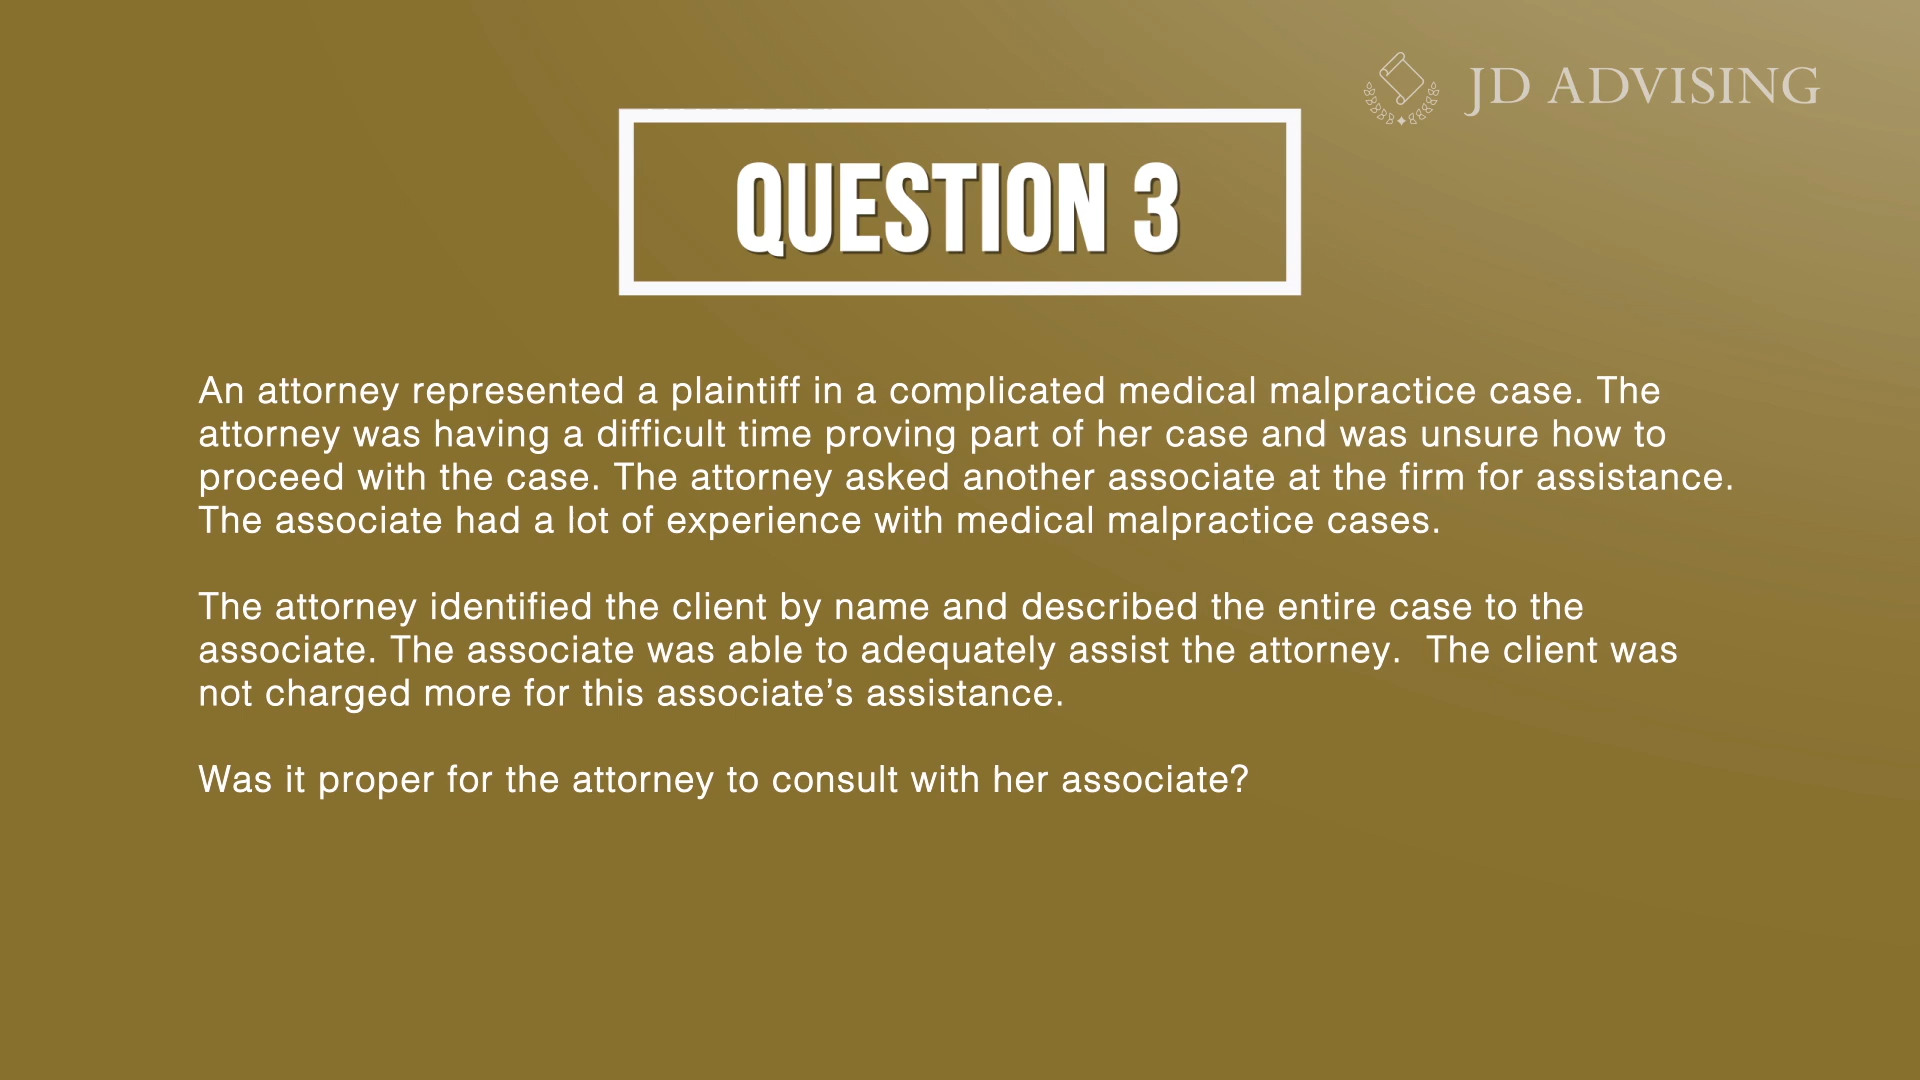 JD ADVISING
QUESTION 3
An attorney represented a plaintiff in a complicated medical malpractice case. The
attorney was having a difficult time proving part of her case and was unsure how to
proceed with the case. The attorney asked another associate at the firm for assistance.
The associate had a lot of experience with medical malpractice cases.
The attorney identified the client by name and described the entire case to the
associate. The associate was able to adequately assist the attorney.  The client was
not charged more for this associate’s assistance.
Was it proper for the attorney to consult with her associate?